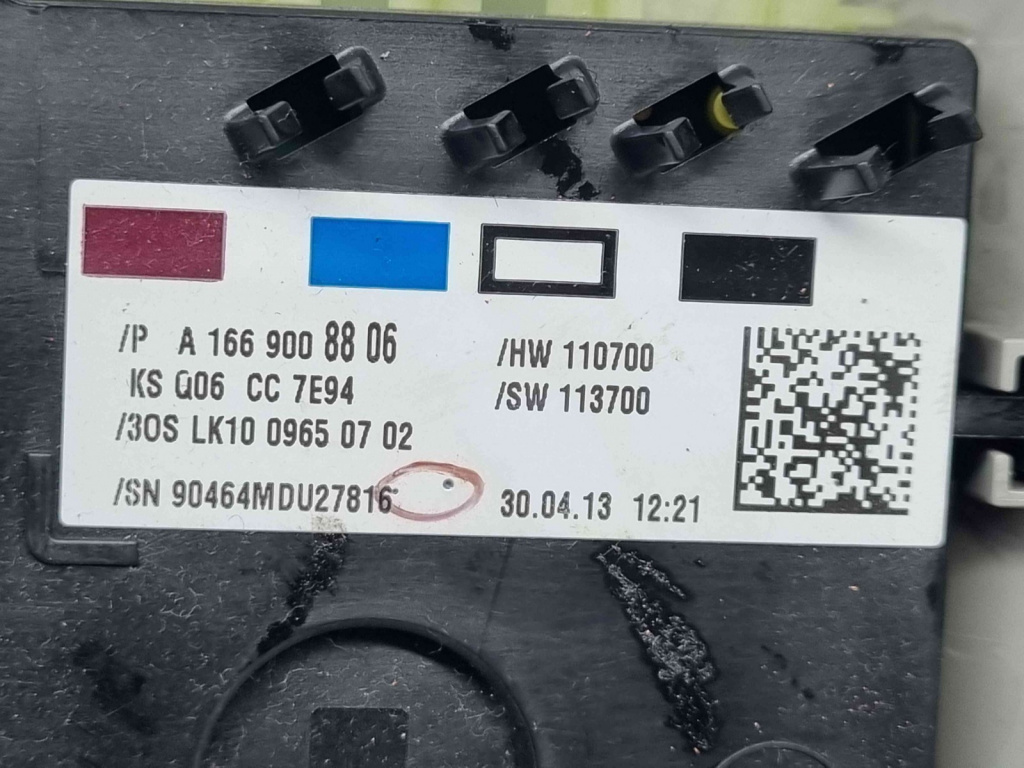 /P A 166 900 88 06
KS Q06 CC 7E94
/3OS LK10 0965 07 02
/SN 90464MDU27816
/HW 110700
/SW 113700
30.04.13 12:21